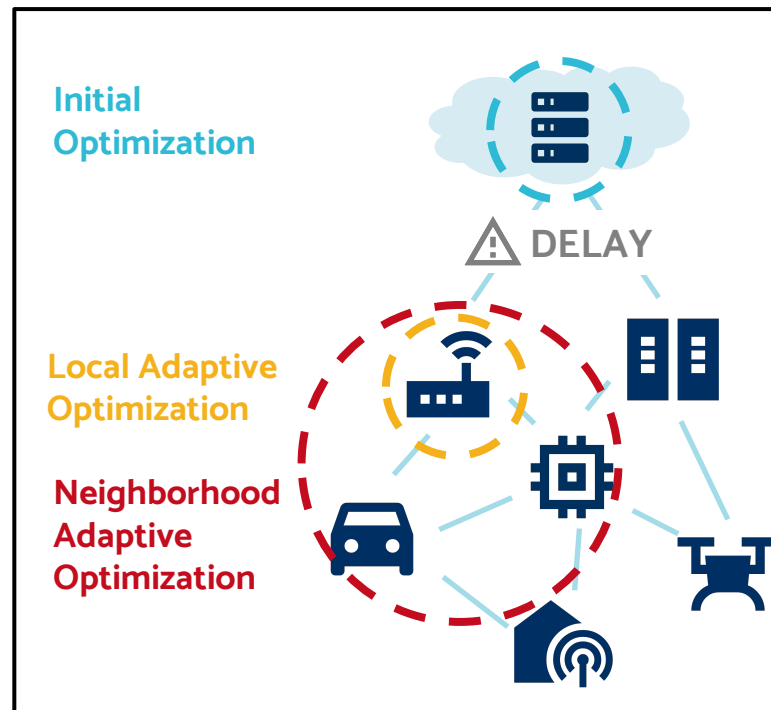 Initial
Optimization
DELAY
Local Adaptive
Optimization
Neighborhood
Adaptive
Optimization